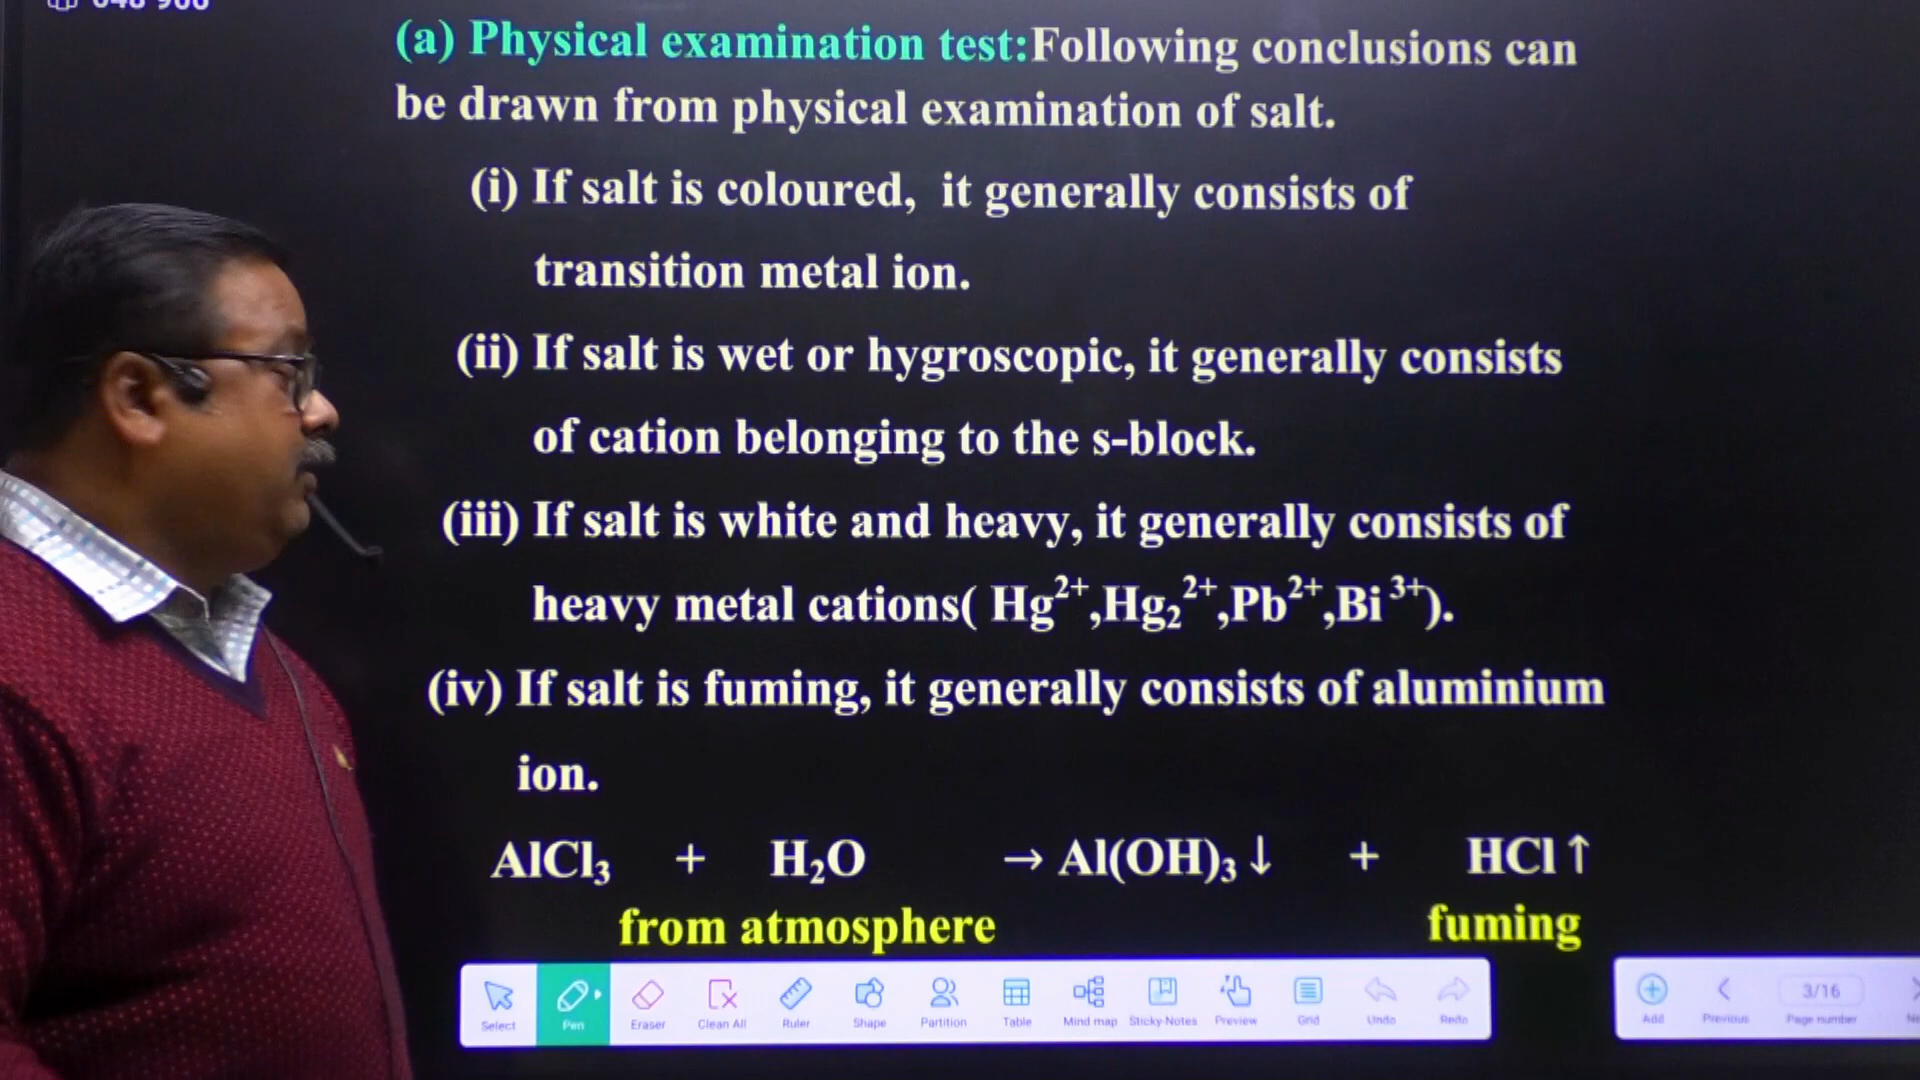 (a) Physical examination test:Following conclusions can
be drawn from physical examination of salt.
(i) If salt is coloured, it generally consists of
transition metal ion.
(ii) If salt is wet or hygroscopic, it generally consists
of cation belonging to the s-block.
(iii) If salt is white and heavy, it generally consists of
heavy metal cations( Hg²⁺,Hg₂²⁺,Pb²⁺,Bi ³⁺).
(iv) If salt is fuming, it generally consists of aluminium
ion.
AlCl₃ + H₂O → Al(OH)₃↓ + HCl↑
from atmosphere fuming
Select Pen Eraser Clean All Ruler Shape Partition Table Mind map Sticky-Notes Preview Grid Undo Redo Add Previous 3/16 Page number